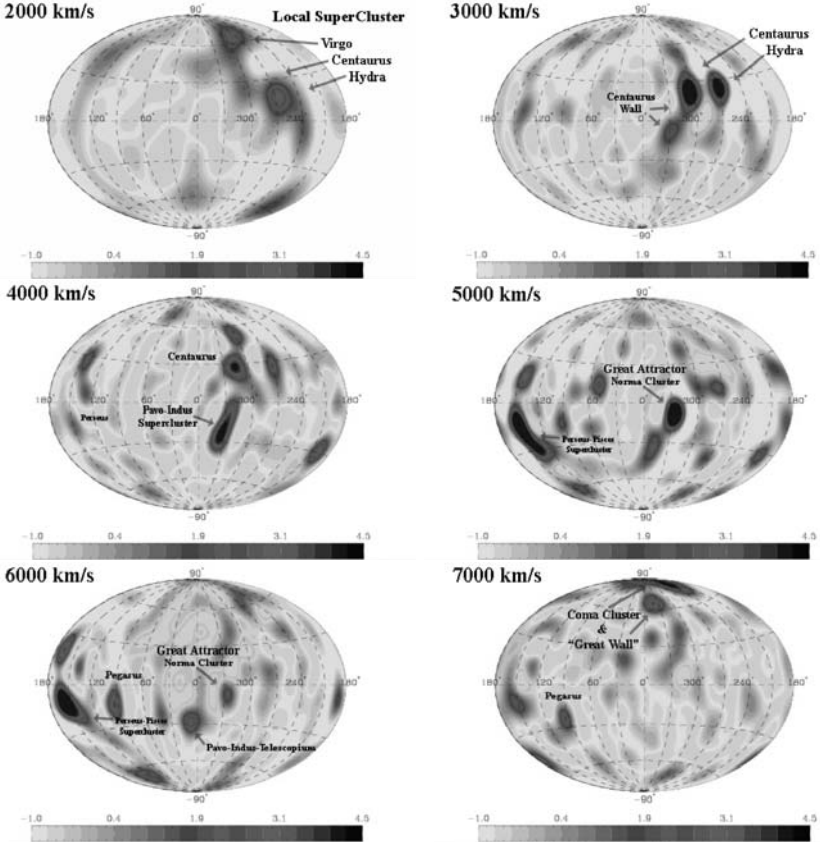 2000 km/s
90°
Local SuperCluster
Virgo
Centaurus
Hydra
180° 120° 60° 0° 300° 240° 180°
−90°
−1.0 0.4 1.9 3.1 4.5
3000 km/s
90°
Centaurus
Hydra
Centaurus
Wall
180° 120° 60° 0° 300° 240° 180°
−90°
−1.0 0.4 1.9 3.1 4.5
4000 km/s
90°
Centaurus
Pavo-Indus
Supercluster
Perseus
180° 120° 60° 0° 300° 240° 180°
−90°
−1.0 0.4 1.9 3.1 4.5
5000 km/s
90°
Great Attractor
Norma Cluster
180° 120° 60° 0° 300° 240° 180°
Perseus-Pisces
Supercluster
−90°
−1.0 0.4 1.9 3.1 4.5
6000 km/s
90°
Great Attractor
Norma Cluster
Pegasus
180° 120° 60° 0° 300° 240° 180°
Perseus-Pisces
Supercluster
Pavo-Indus-Telescopium
−90°
−1.0 0.4 1.9 3.1 4.5
7000 km/s
90°
Coma Cluster
&
“Great Wall”
180° 120° 60° 0° 300° 240° 180°
Pegasus
−90°
−1.0 0.4 1.9 3.1 4.5